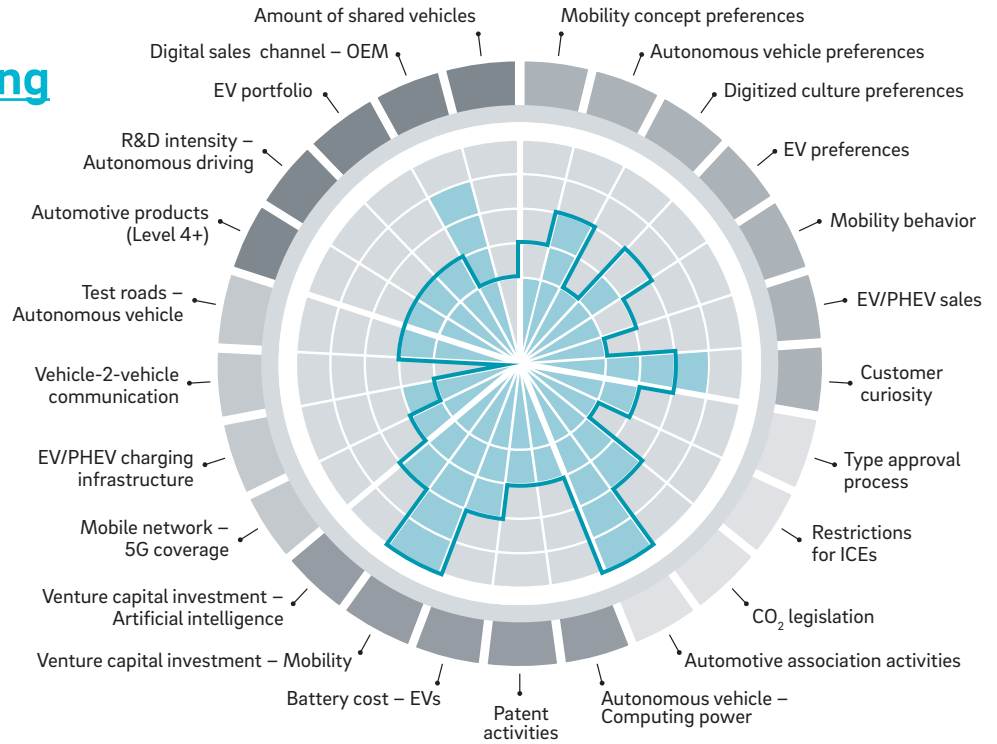 ng
Amount of shared vehicles
Mobility concept preferences
Digital sales channel – OEM
Autonomous vehicle preferences
EV portfolio
Digitized culture preferences
R&D intensity –
Autonomous driving
EV preferences
Automotive products
(Level 4+)
Mobility behavior
Test roads –
Autonomous vehicle
EV/PHEV sales
Vehicle-2-vehicle
communication
Customer
curiosity
EV/PHEV charging
infrastructure
Type approval
process
Mobile network –
5G coverage
Restrictions
for ICEs
Venture capital investment –
Artificial intelligence
CO2 legislation
Venture capital investment – Mobility
Automotive association activities
Battery cost – EVs
Patent
activities
Autonomous vehicle –
Computing power